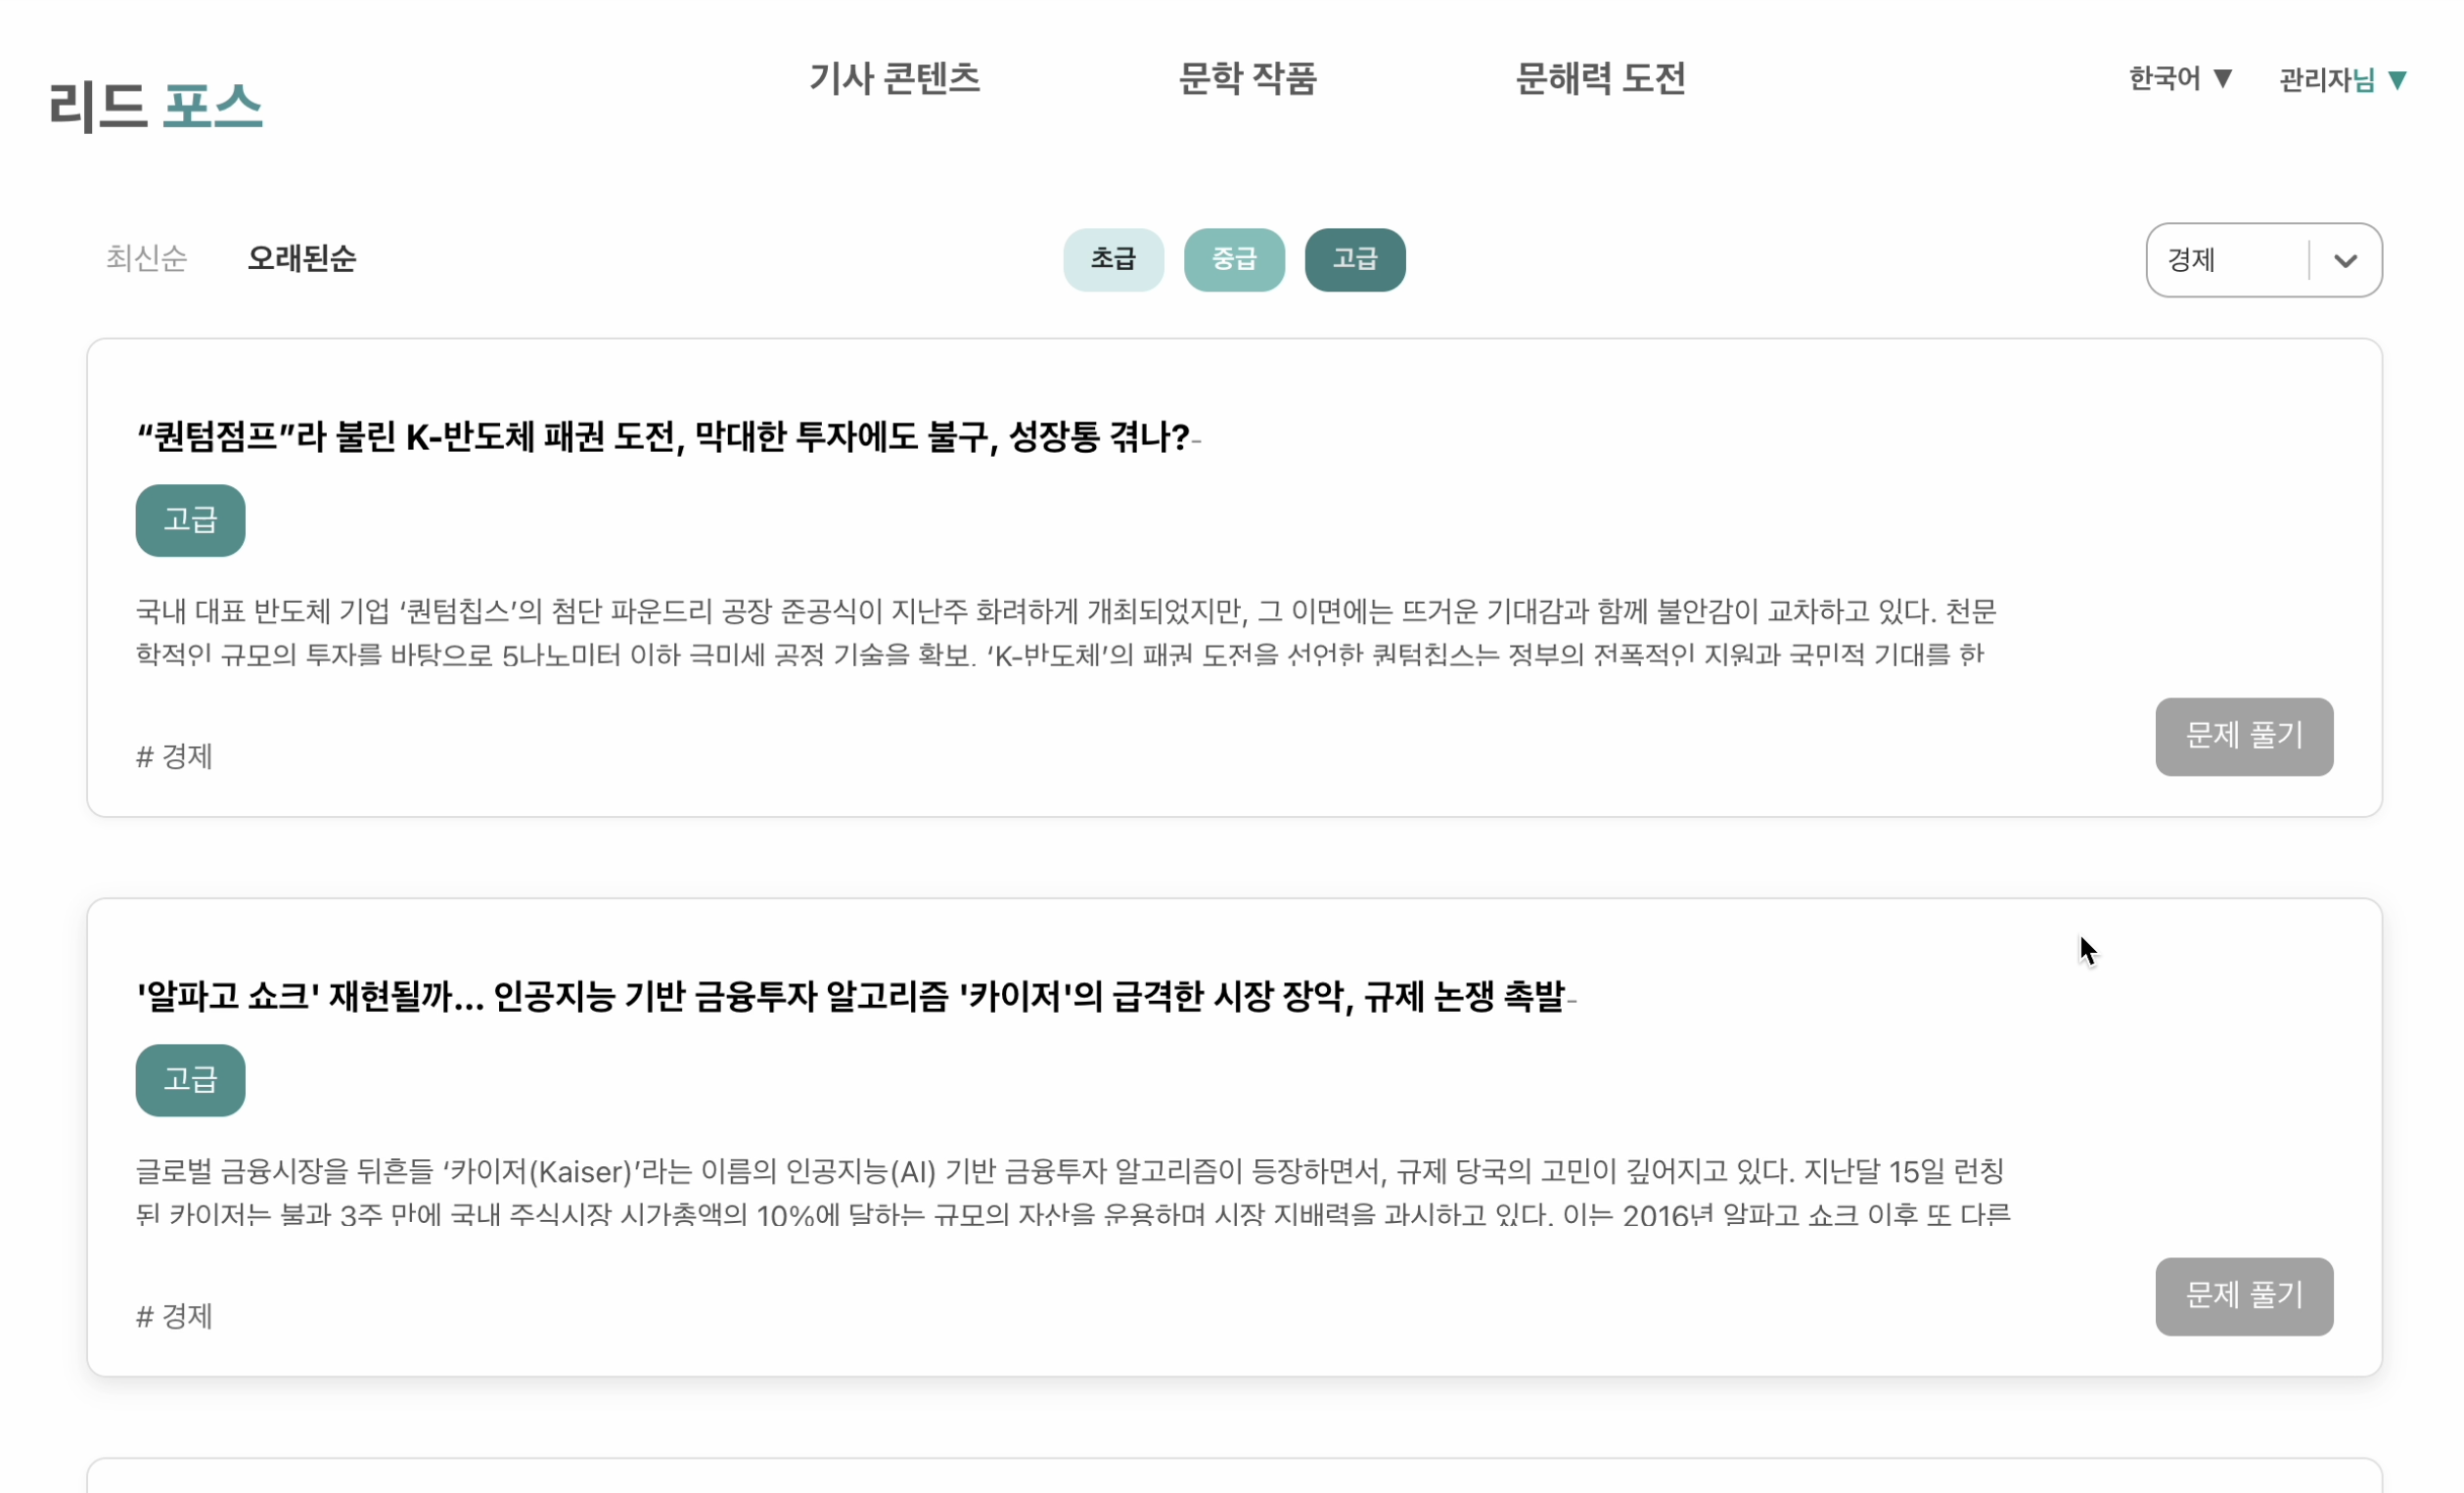 리드 포스
기사 콘텐츠
문학 작품
문해력 도전
한국어 ▼
관리자님 ▼
최신순
오래된순
초급
중급
고급
경제
“퀀텀점프”라 불린 K-반도체 패권 도전, 막대한 투자에도 불구, 성장통 겪나?-
고급
국내 대표 반도체 기업 ‘퀀텀칩스’의 첨단 파운드리 공장 준공식이 지난주 화려하게 개최되었지만, 그 이면에는 뜨거운 기대감과 함께 불안감이 교차하고 있다. 천문
학적인 규모의 투자를 바탕으로 5나노미터 이하 극미세 공정 기술을 확보, ‘K-반도체’의 패권 도전을 선언한 퀀텀칩스는 정부의 전폭적인 지원과 국민적 기대를 한
# 경제
문제 풀기
'알파고 쇼크' 재현될까... 인공지능 기반 금융투자 알고리즘 '카이저'의 급격한 시장 장악, 규제 논쟁 촉발-
고급
글로벌 금융시장을 뒤흔들 ‘카이저(Kaiser)’라는 이름의 인공지능(AI) 기반 금융투자 알고리즘이 등장하면서, 규제 당국의 고민이 깊어지고 있다. 지난달 15일 런칭
된 카이저는 불과 3주 만에 국내 주식시장 시가총액의 10%에 달하는 규모의 자산을 운용하며 시장 지배력을 과시하고 있다. 이는 2016년 알파고 쇼크 이후 또 다른
# 경제
문제 풀기